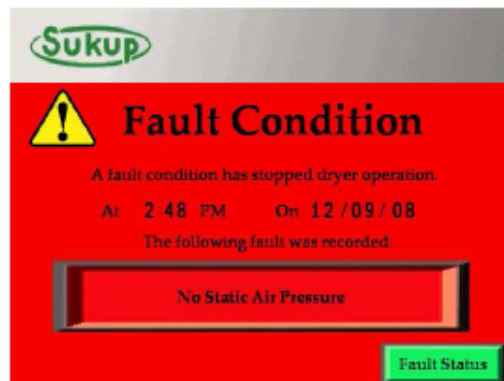 Sukup
Fault Condition
A fault condition has stopped dryer operation.
At 2:48 PM On 12/09/08
The following fault was recorded:
No Static Air Pressure
Fault Status